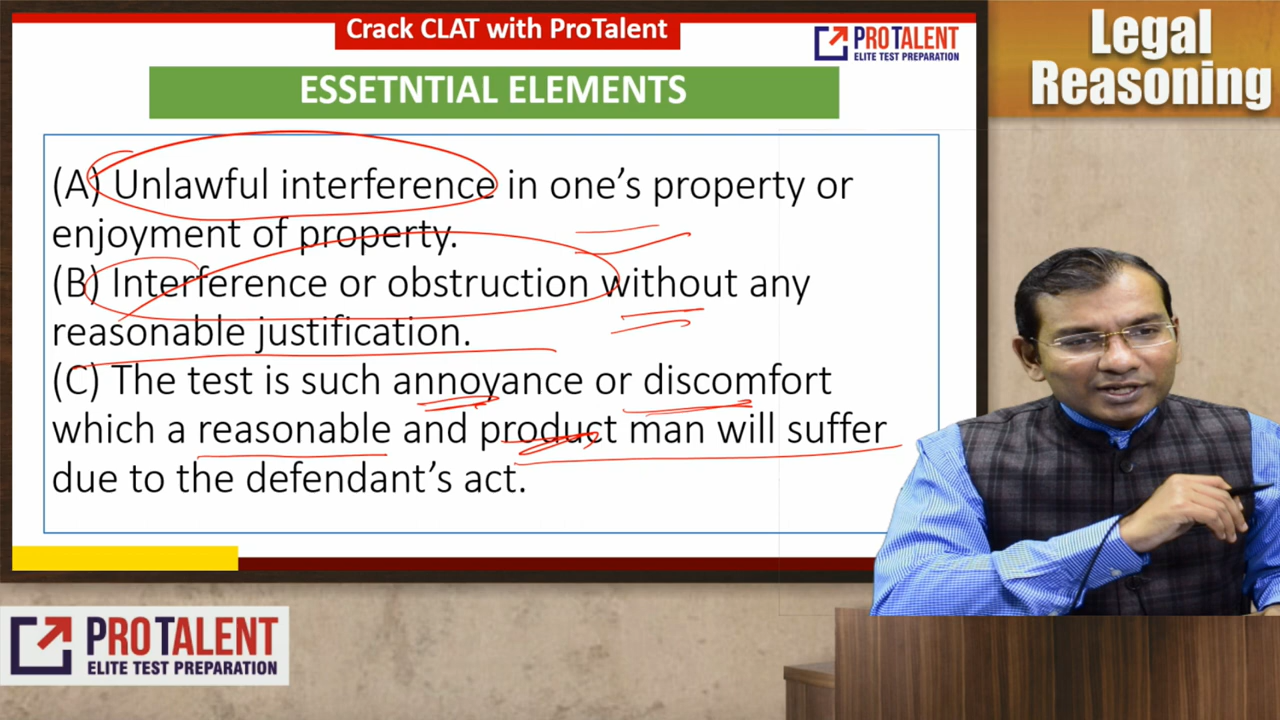 Crack CLAT with ProTalent
PROTALENT
ELITE TEST PREPARATION
Legal
Reasoning
ESSETNTIAL ELEMENTS
(A) Unlawful interference in one's property or
enjoyment of property.
(B) Interference or obstruction without any
reasonable justification.
(C) The test is such annoyance or discomfort
which a reasonable and product man will suffer
due to the defendant's act.
PROTALENT
ELITE TEST PREPARATION